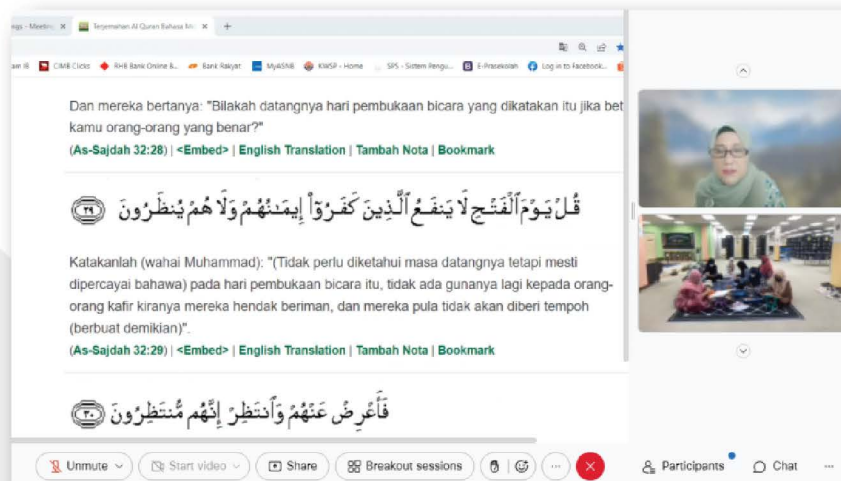 ngs - Meeting
Terjemahan Al Quran Bahasa Mel
CIMB Clicks
RHB Bank Online B...
Bank Rakyat
MyASNB
KWSP - Home
SPS - Sistem Pengu...
E-Prasekolah
Log in to Facebook...
Dan mereka bertanya: "Bilakah datangnya hari pembukaan bicara yang dikatakan itu jika bet
kamu orang-orang yang benar?"
(As-Sajdah 32:28) | <Embed> | English Translation | Tambah Nota | Bookmark
قُلْ يَوْمَ ٱلْفَتْحِ لَا يَنفَعُ ٱلَّذِينَ كَفَرُوٓا۟ إِيمَـٰنُهُمْ وَلَا هُمْ يُنظَرُونَ ٢٩
Katakanlah (wahai Muhammad): "(Tidak perlu diketahui masa datangnya tetapi mesti
dipercayai bahawa) pada hari pembukaan bicara itu, tidak ada gunanya lagi kepada orang-
orang kafir kiranya mereka hendak beriman, dan mereka pula tidak akan diberi tempoh
(berbuat demikian)".
(As-Sajdah 32:29) | <Embed> | English Translation | Tambah Nota | Bookmark
فَأَعْرِضْ عَنْهُمْ وَٱنتَظِرْ إِنَّهُم مُّنتَظِرُونَ ٣٠
Unmute
Start video
Share
Breakout sessions
Participants
Chat